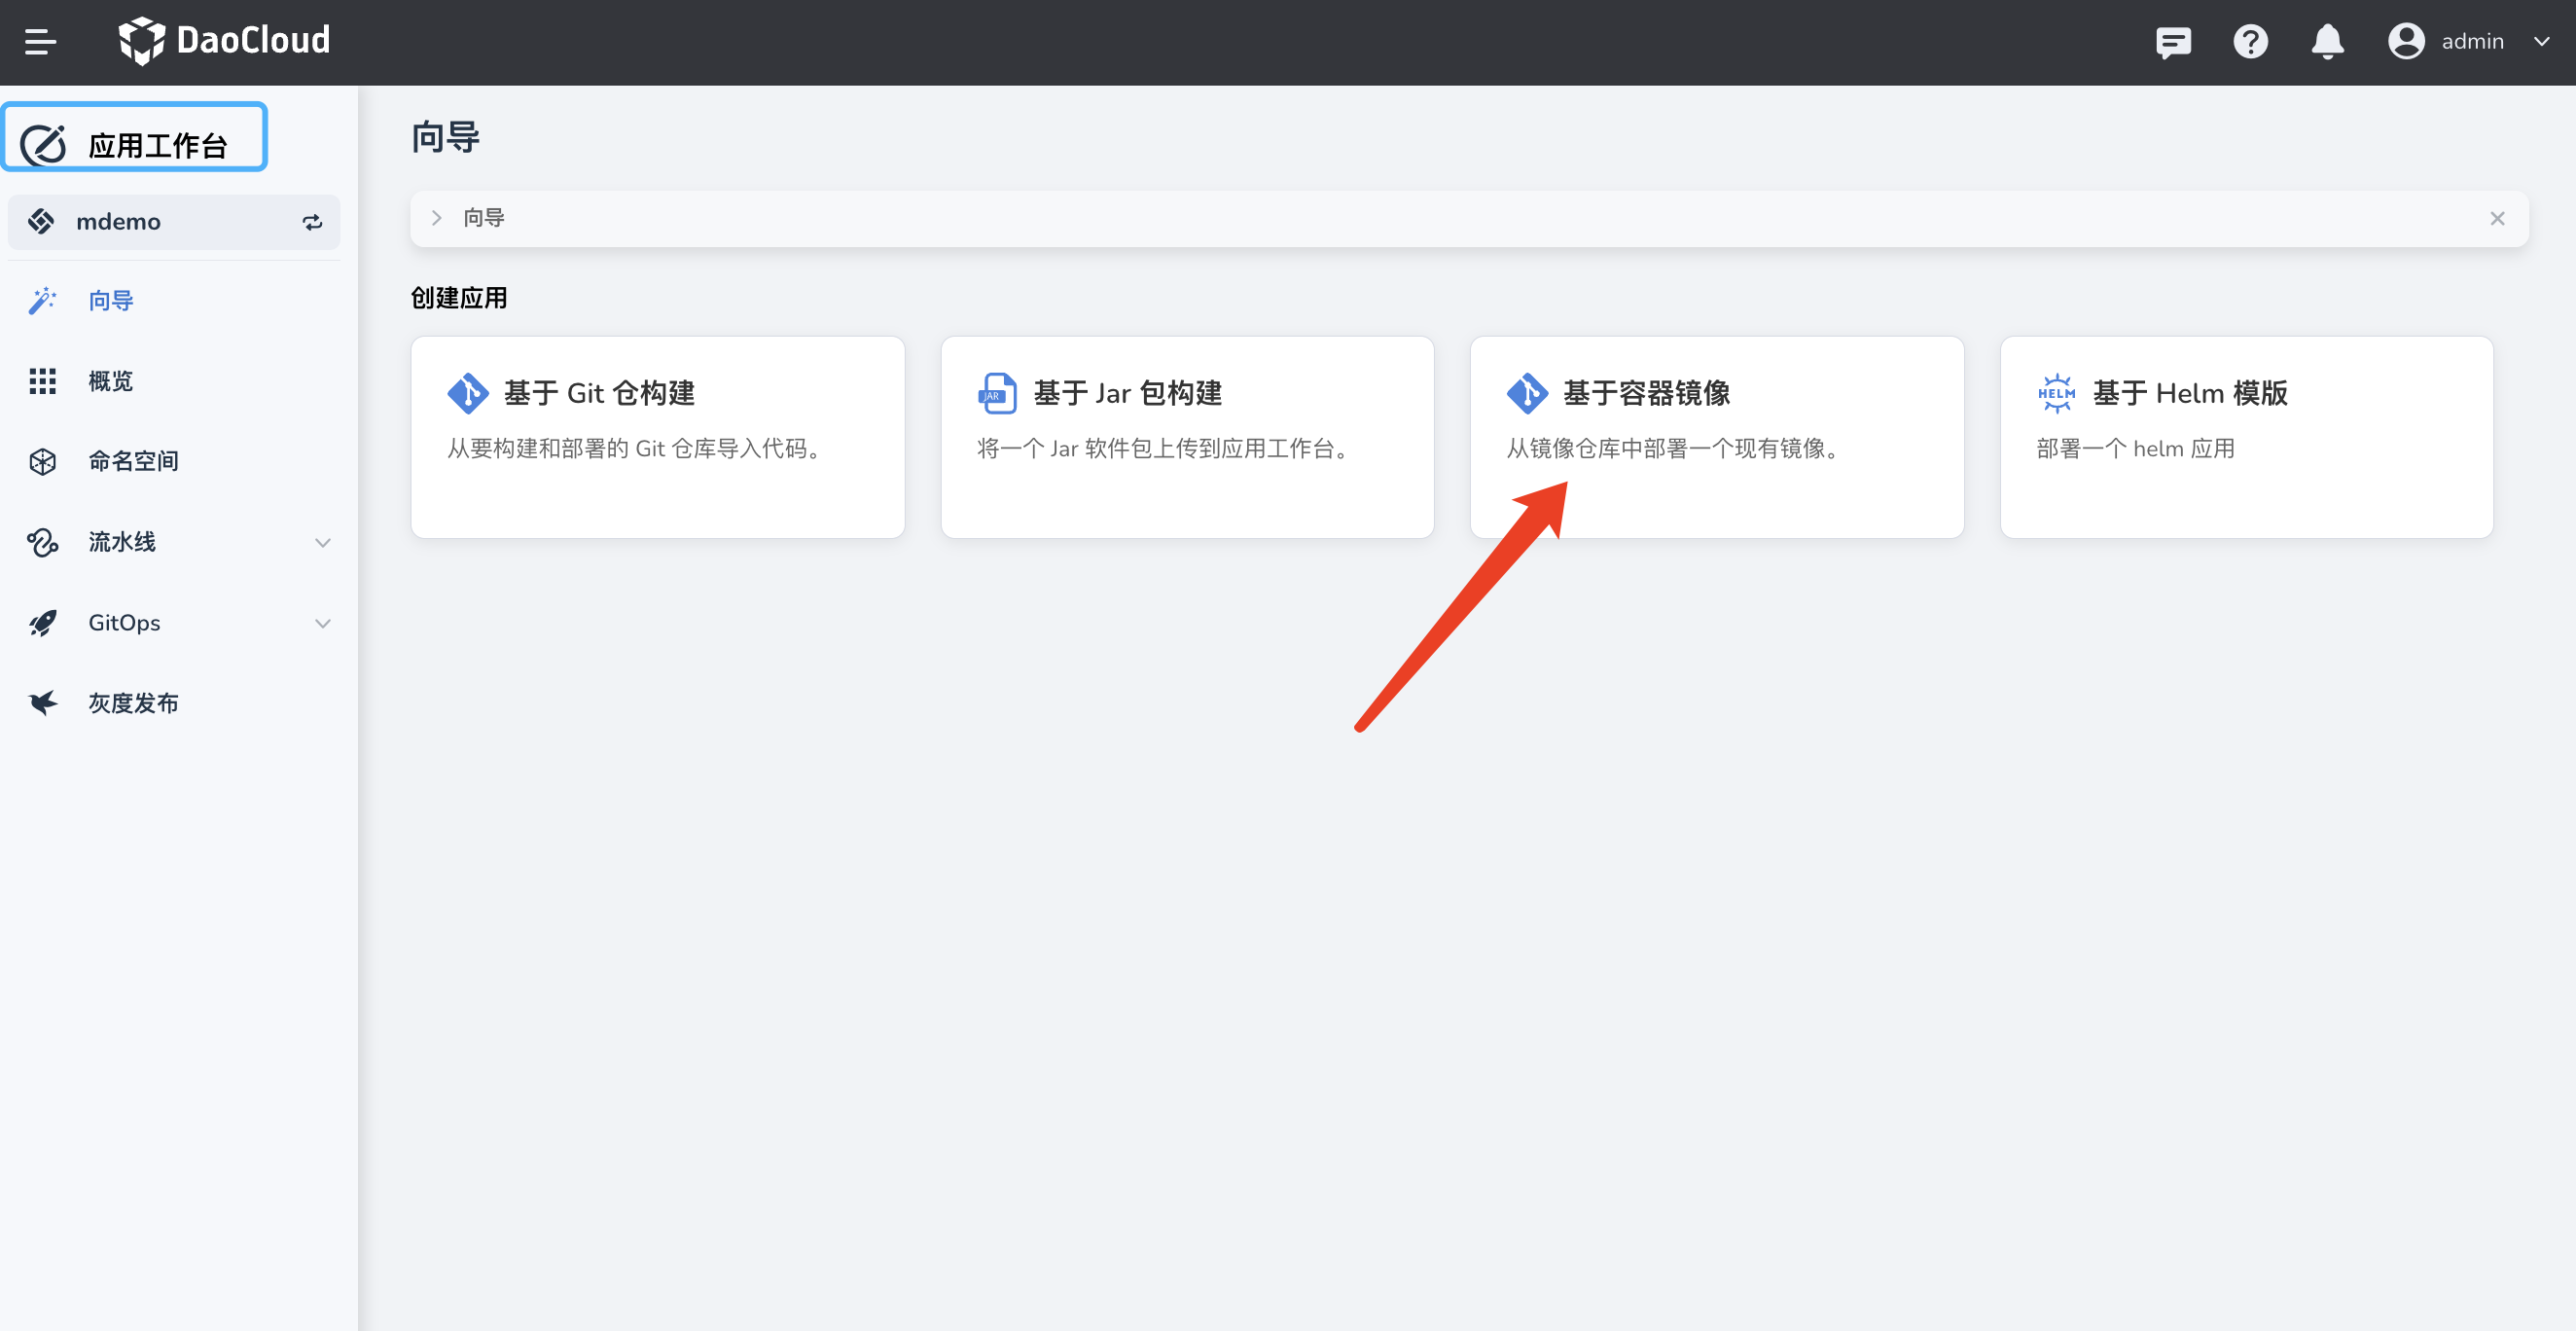 DaoCloud
admin
应用工作台
mdemo
向导
概览
命名空间
流水线
GitOps
灰度发布
向导
向导
创建应用
基于 Git 仓构建
从要构建和部署的 Git 仓库导入代码。
JAR
基于 Jar 包构建
将一个 Jar 软件包上传到应用工作台。
基于容器镜像
从镜像仓库中部署一个现有镜像。
HELM
基于 Helm 模版
部署一个 helm 应用